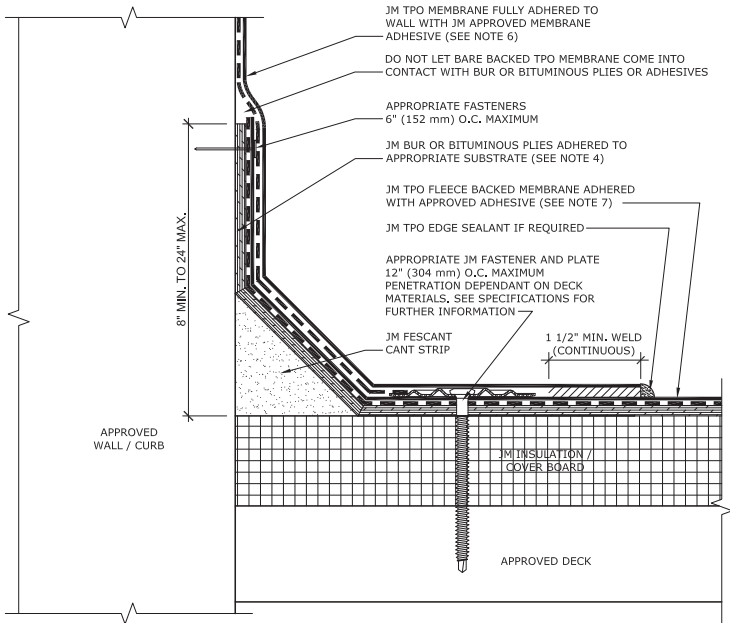 JM TPO MEMBRANE FULLY ADHERED TO
WALL WITH JM APPROVED MEMBRANE
ADHESIVE (SEE NOTE 6)
DO NOT LET BARE BACKED TPO MEMBRANE COME INTO
CONTACT WITH BUR OR BITUMINOUS PLIES OR ADHESIVES
APPROPRIATE FASTENERS
6" (152 mm) O.C. MAXIMUM
JM BUR OR BITUMINOUS PLIES ADHERED TO
APPROPRIATE SUBSTRATE (SEE NOTE 4)
JM TPO FLEECE BACKED MEMBRANE ADHERED
WITH APPROVED ADHESIVE (SEE NOTE 7)
JM TPO EDGE SEALANT IF REQUIRED
APPROPRIATE JM FASTENER AND PLATE
12" (304 mm) O.C. MAXIMUM
PENETRATION DEPENDANT ON DECK
MATERIALS. SEE SPECIFICATIONS FOR
FURTHER INFORMATION
8" MIN. TO 24" MAX.
1 1/2" MIN. WELD
(CONTINUOUS)
JM FESCANT
CANT STRIP
APPROVED
WALL / CURB
JM INSULATION /
COVER BOARD
APPROVED DECK